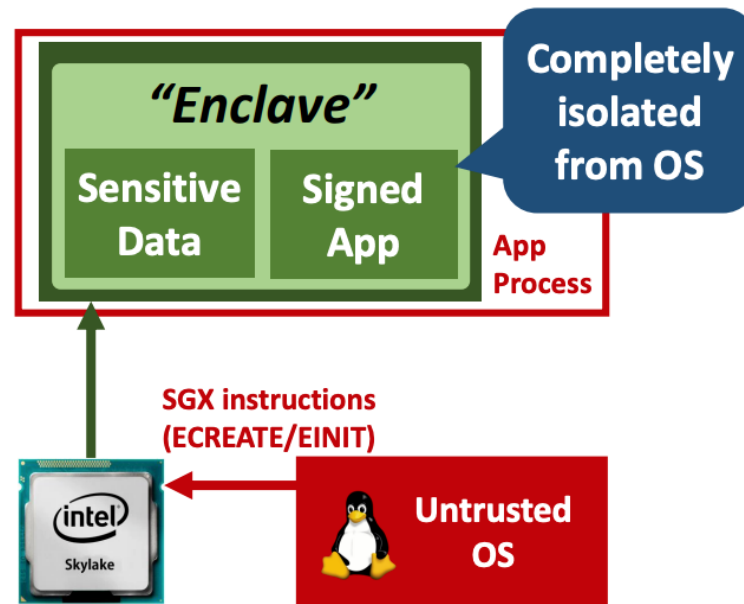 “Enclave”
Sensitive
Data
Signed
App
Completely
isolated
from OS
App
Process
SGX instructions
(ECREATE/EINIT)
intel
Skylake
Untrusted
OS